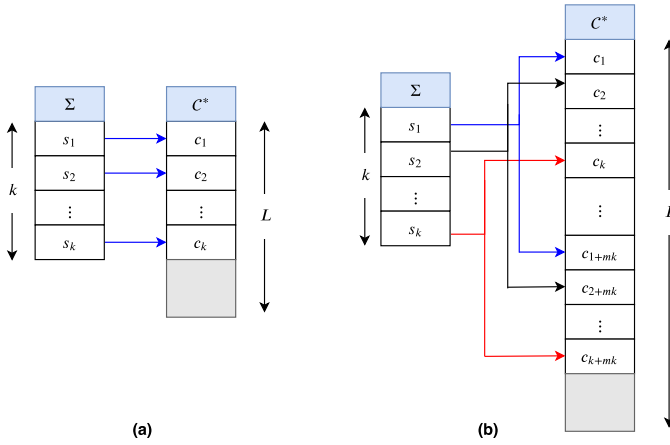 Σ
C*
s₁
c₁
s₂
c₂
⋮
⋮
sₖ
cₖ
k
L
(a)
Σ
C*
s₁
s₂
⋮
sₖ
k
c₁
c₂
⋮
cₖ
⋮
c₁₊ₘₖ
c₂₊ₘₖ
⋮
cₖ₊ₘₖ
(b)